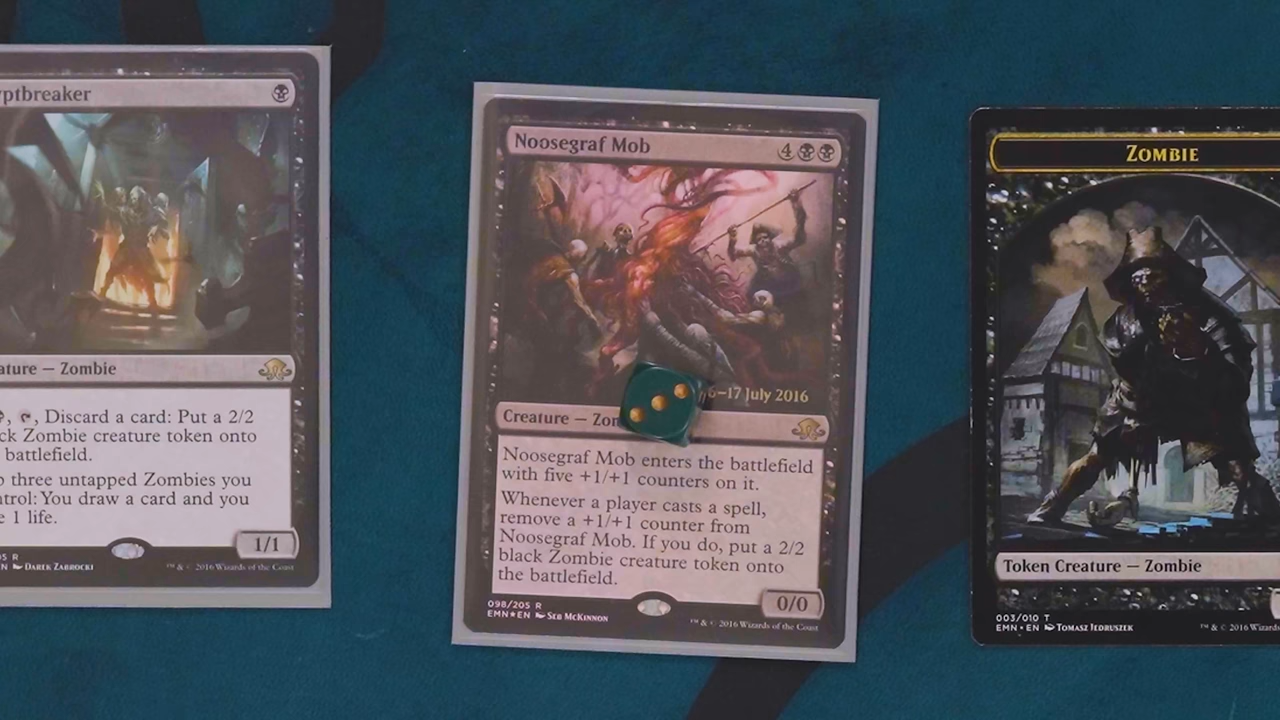 ptbreaker
ature — Zombie
, Discard a card: Put a 2/2
ck Zombie creature token onto
battlefield.
three untapped Zombies you
ntrol: You draw a card and you
e 1 life.
1/1
5 R
N DAREK ZABROCKI
™ & © 2016 Wizards of the Coast
Noosegraf Mob
4
6–17 July 2016
Creature — Zom
Noosegraf Mob enters the battlefield
with five +1/+1 counters on it.
Whenever a player casts a spell,
remove a +1/+1 counter from
Noosegraf Mob. If you do, put a 2/2
black Zombie creature token onto
the battlefield.
0/0
098/205 R
EMN★EN SEB MCKINNON
™ & © 2016 Wizards of the Coast
ZOMBIE
Token Creature — Zombie
003/010 T
EMN • EN TOMASZ JEDRUSZEK
™ & © 2016 Wizards